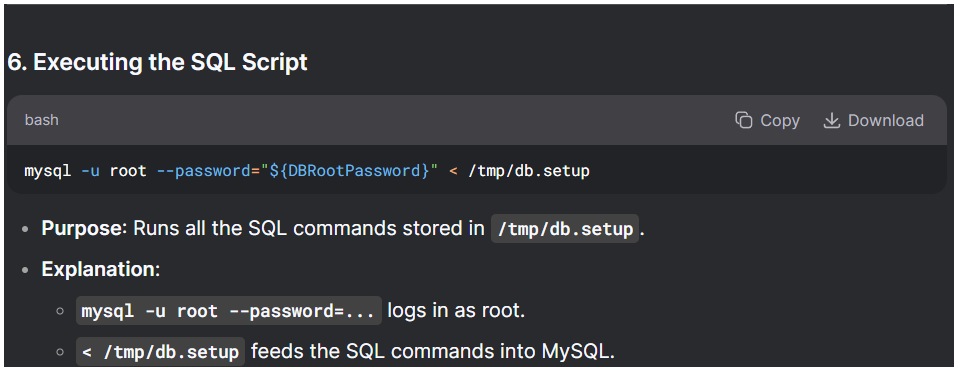 6. Executing the SQL Script
bash Copy Download
mysql -u root --password="${DBRootPassword}" < /tmp/db.setup
• Purpose: Runs all the SQL commands stored in /tmp/db.setup.
• Explanation:
◦ mysql -u root --password=... logs in as root.
◦ < /tmp/db.setup feeds the SQL commands into MySQL.